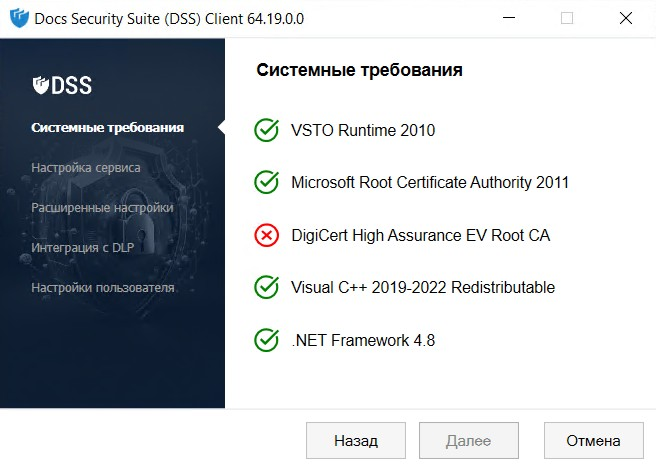 Docs Security Suite (DSS) Client 64.19.0.0
DSS
Системные требования
Настройка сервиса
Расширенные настройки
Интеграция с DLP
Настройки пользователя
Системные требования
VSTO Runtime 2010
Microsoft Root Certificate Authority 2011
DigiCert High Assurance EV Root CA
Visual C++ 2019-2022 Redistributable
.NET Framework 4.8
Назад
Далее
Отмена